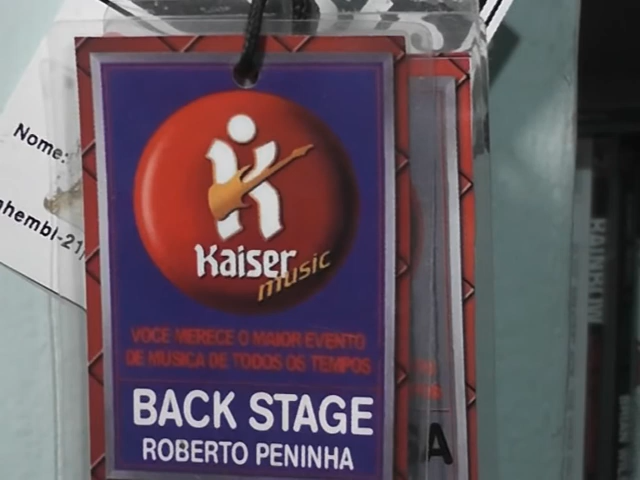 Nome:
nhembi-21/
Kaiser
music
VOCE MERECE O MAIOR EVENTO
DE MUSICA DE TODOS OS TEMPOS
BACK STAGE
ROBERTO PENINHA
A
RAINBOW